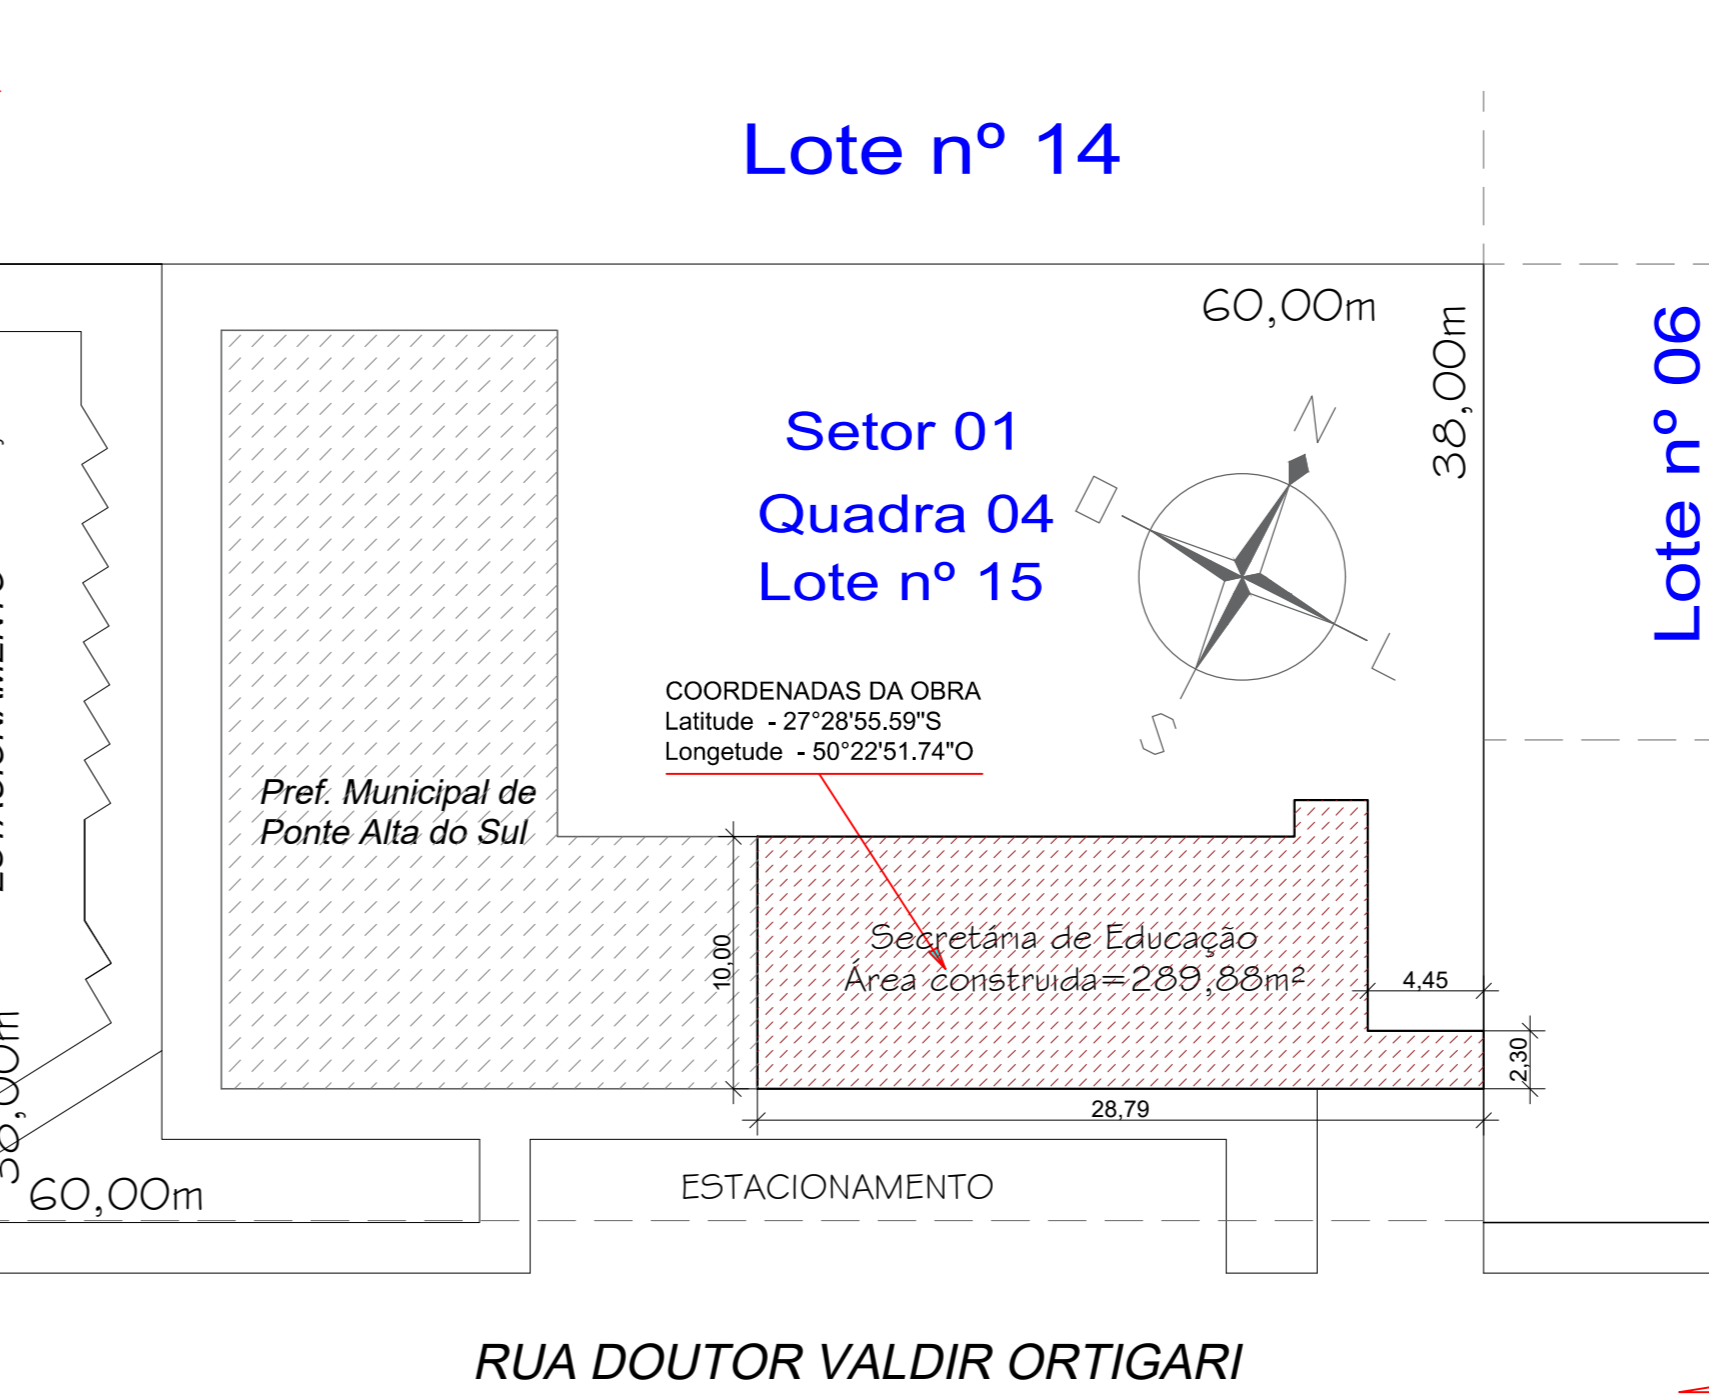 Lote nº 14
60,00m
38,00m
Lote nº 06
Setor 01
Quadra 04
Lote nº 15
N
O
L
S
COORDENADAS DA OBRA
Latitude - 27°28'55.59"S
Longetude - 50°22'51.74"O
Pref. Municipal de
Ponte Alta do Sul
10,00
Secretária de Educação
Área construida=289,88m²
4,45
2,30
28,79
38,00m
60,00m
ESTACIONAMENTO
RUA DOUTOR VALDIR ORTIGARI